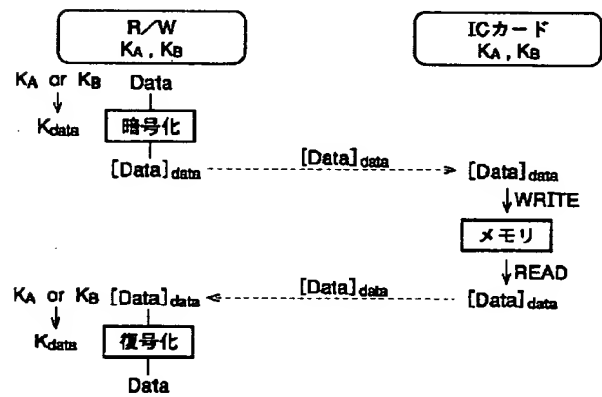 R/W
KA , KB
ICカード
KA , KB
KA or KB Data
Kdata 暗号化
[Data]data [Data]data [Data]data
WRITE
メモリ
READ
KA or KB [Data]data [Data]data [Data]data
Kdata 復号化
Data